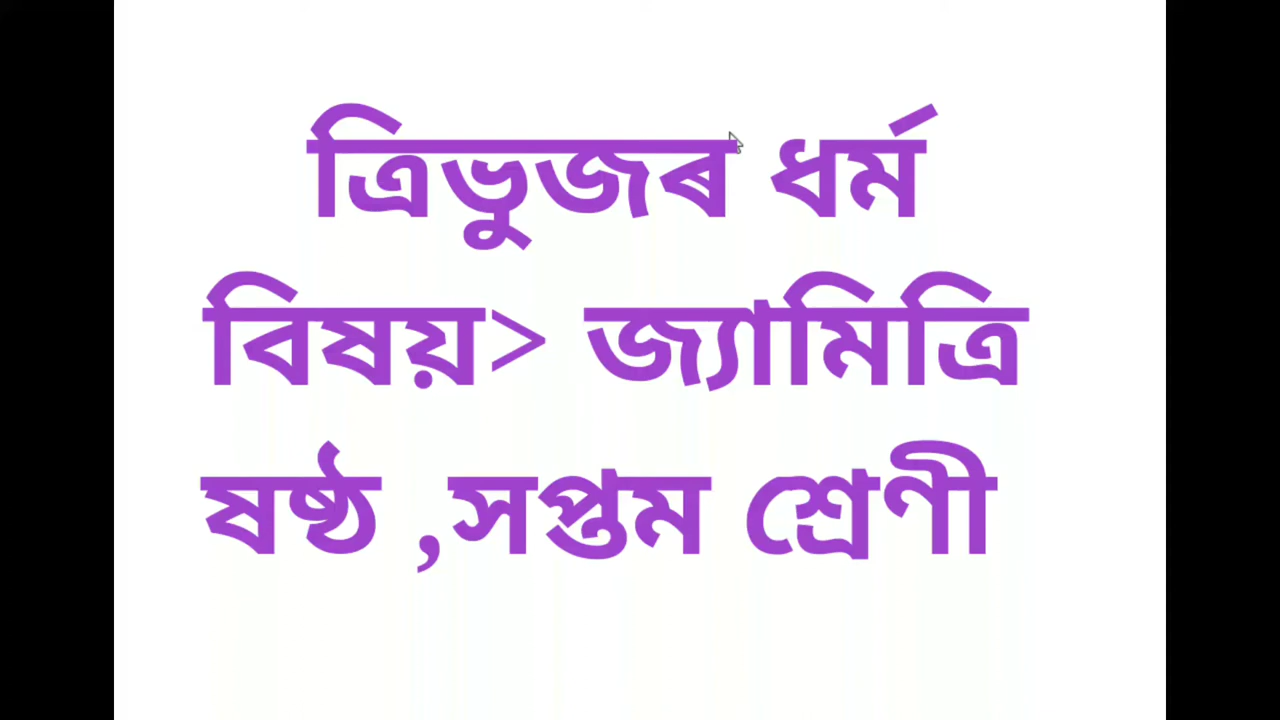 ত্রিভুজৰ ধৰ্ম
বিষয়> জ্যামিত্রি
ষষ্ঠ ,সপ্তম শ্রেণী